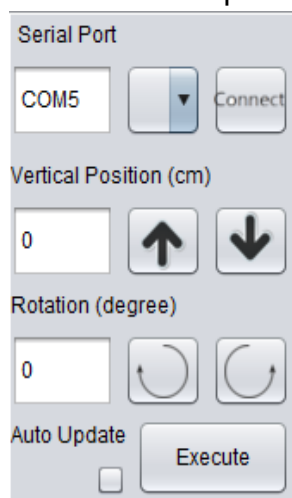 Serial Port
COM5 Connect
Vertical Position (cm)
0
Rotation (degree)
0
Auto Update
Execute